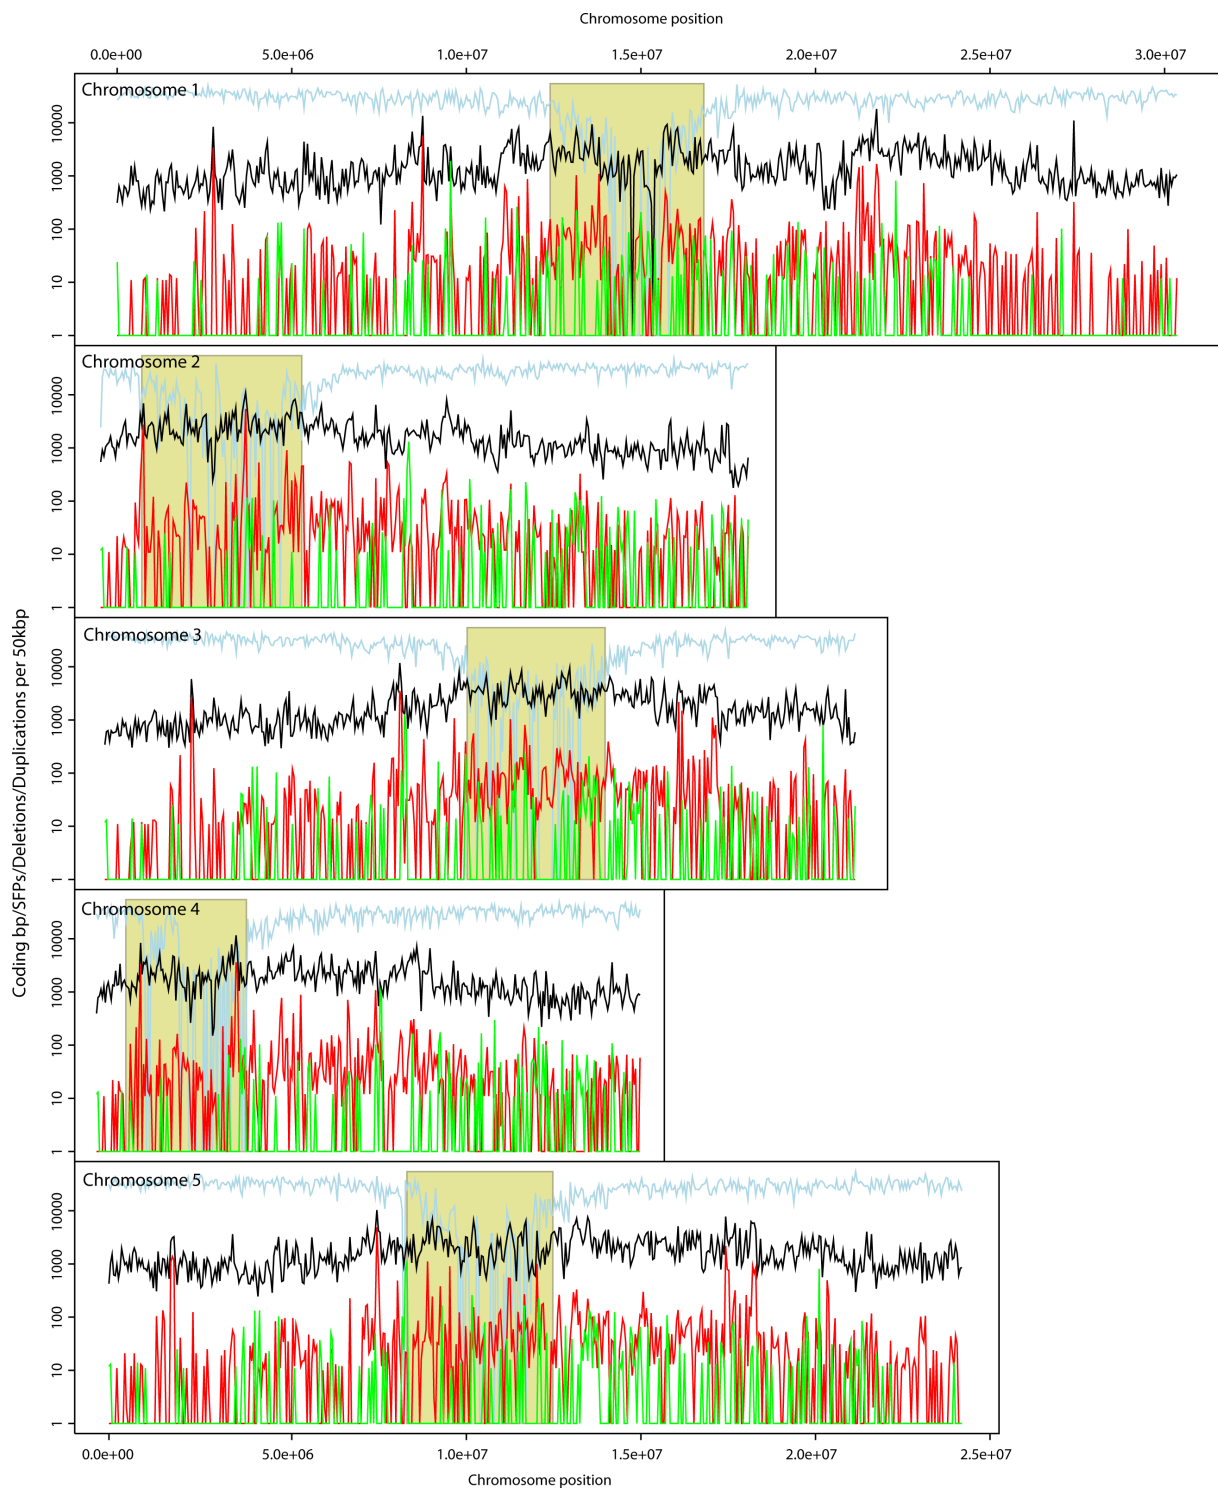 Chromosome position
0.0e+00 5.0e+06 1.0e+07 1.5e+07 2.0e+07 2.5e+07 3.0e+07
Coding bp/SFPs/Deletions/Duplications per 50kbp
Chromosome 1
10000
1000
100
10
1
Chromosome 2
10000
1000
100
10
1
Chromosome 3
10000
1000
100
10
1
Chromosome 4
10000
1000
100
10
1
Chromosome 5
10000
1000
100
10
1
0.0e+00 5.0e+06 1.0e+07 1.5e+07 2.0e+07 2.5e+07
Chromosome position